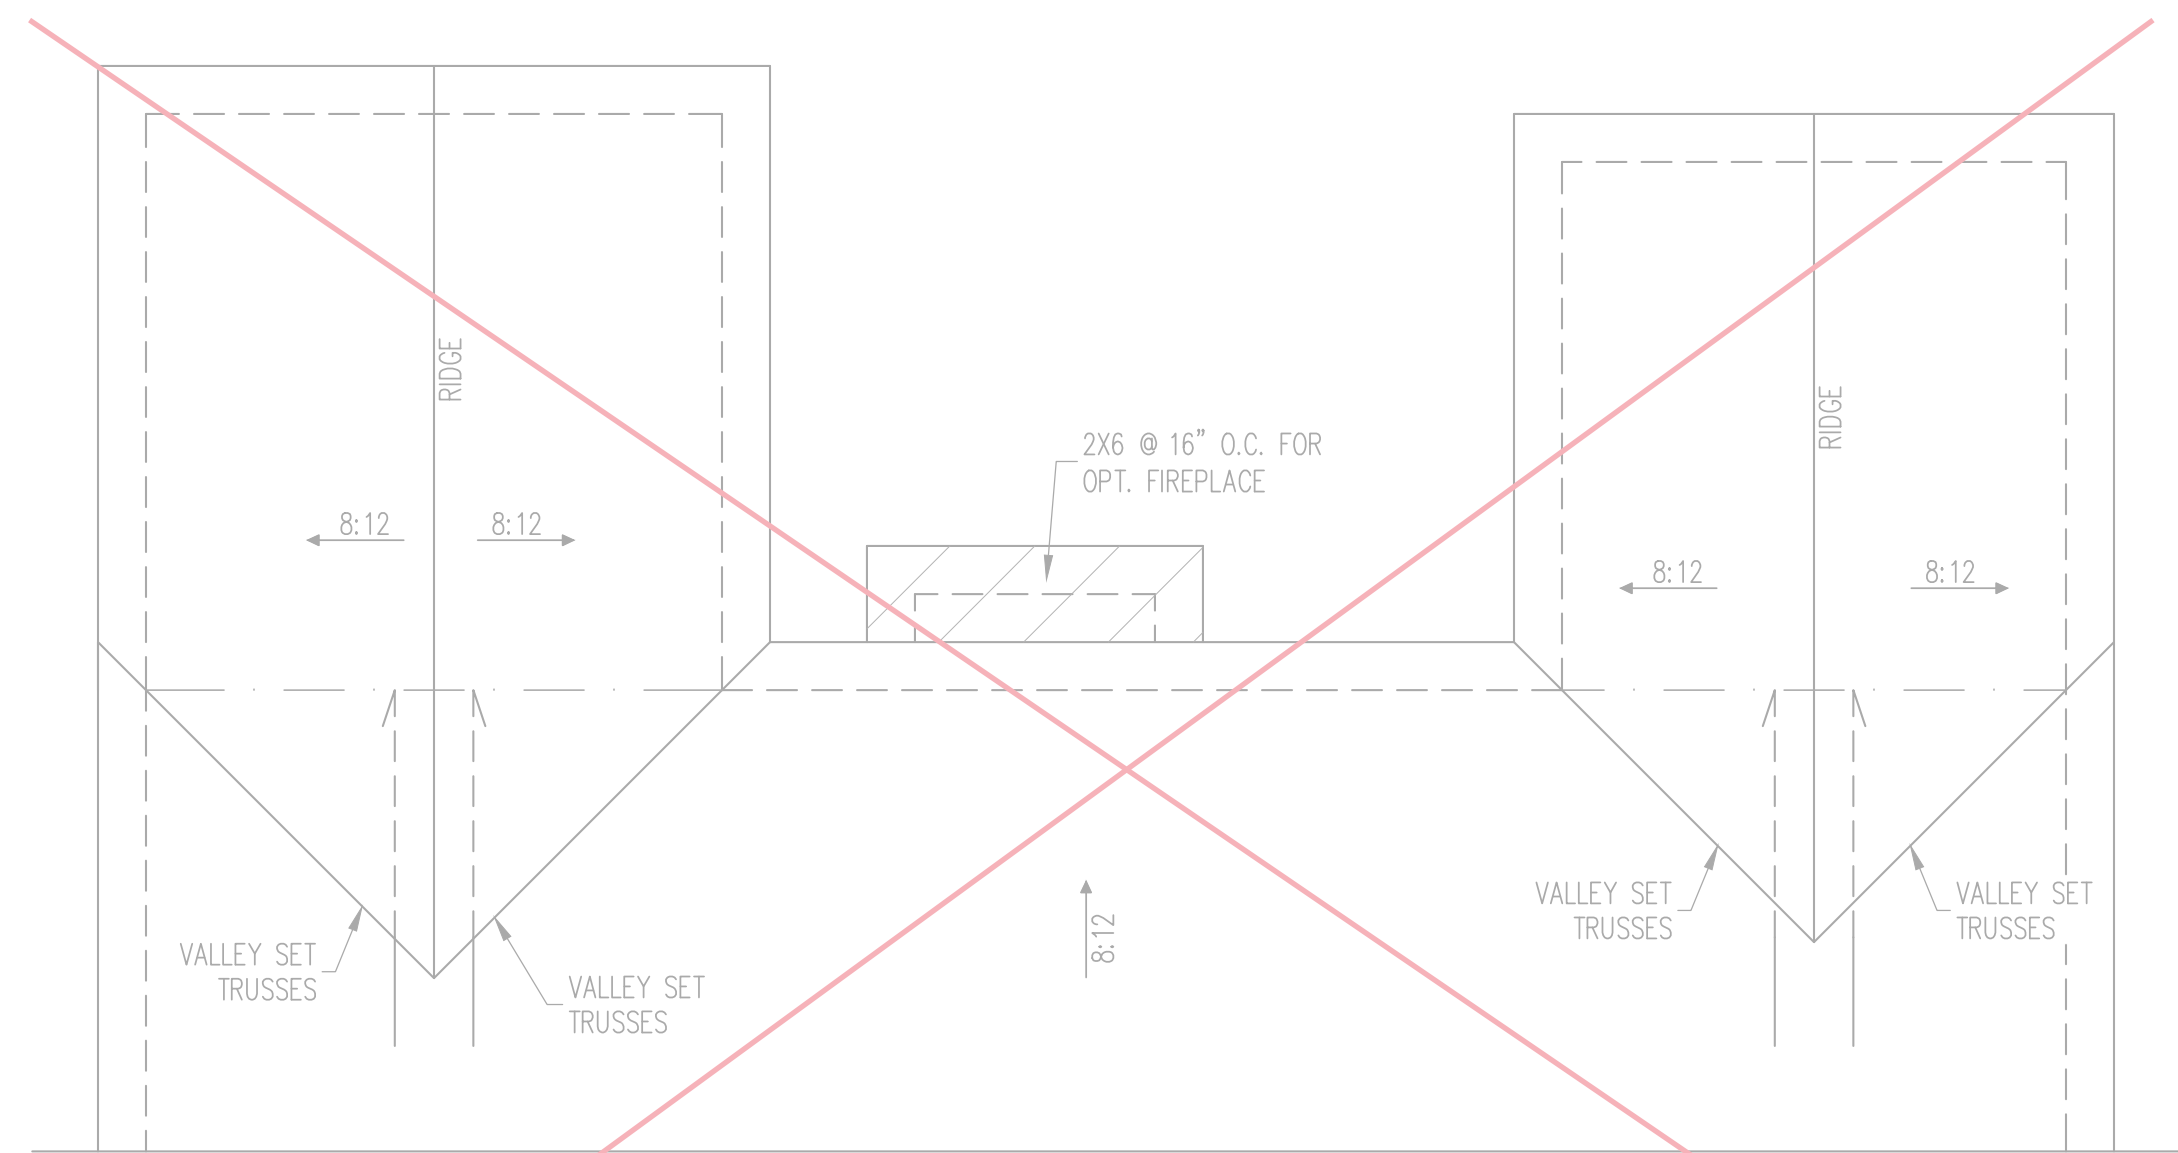 RIDGE
RIDGE
2X6 @ 16” O.C. FOR
OPT. FIREPLACE
8:12
8:12
8:12
8:12
VALLEY SET
TRUSSES
VALLEY SET
TRUSSES
8:12
VALLEY SET
TRUSSES
VALLEY SET
TRUSSES